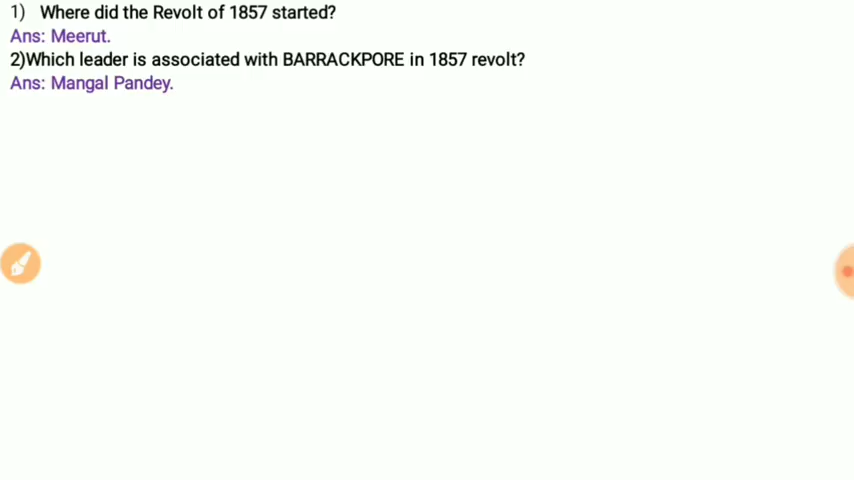 1) Where did the Revolt of 1857 started?
Ans: Meerut.
2)Which leader is associated with BARRACKPORE in 1857 revolt?
Ans: Mangal Pandey.